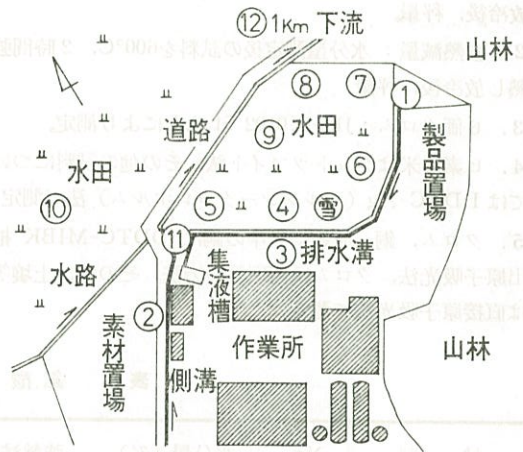 ⑫1Km 下流
山林
⑧
⑦
①
道路
⑨
水田
製品置場
水田
⑥
⑩
⑤
④
雪
⑪
③排水溝
水路
集液槽
②
作業所
山林
素材置場
側溝